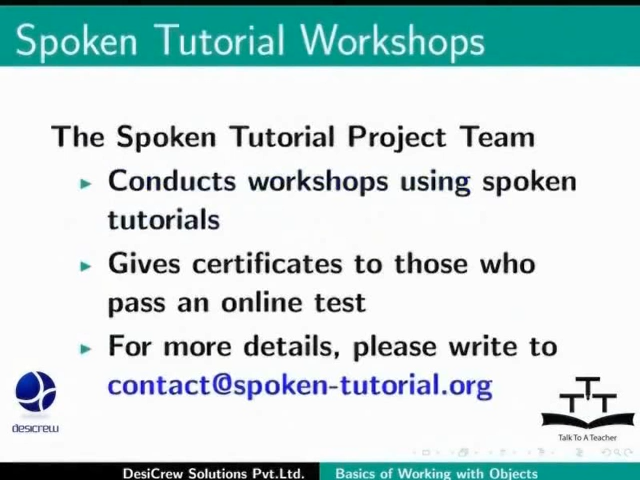 Spoken Tutorial Workshops
The Spoken Tutorial Project Team
Conducts workshops using spoken
tutorials
Gives certificates to those who
pass an online test
For more details, please write to
contact@spoken-tutorial.org
desicrew
T T T
Talk To A Teacher
DesiCrew Solutions Pvt.Ltd. Basics of Working with Objects